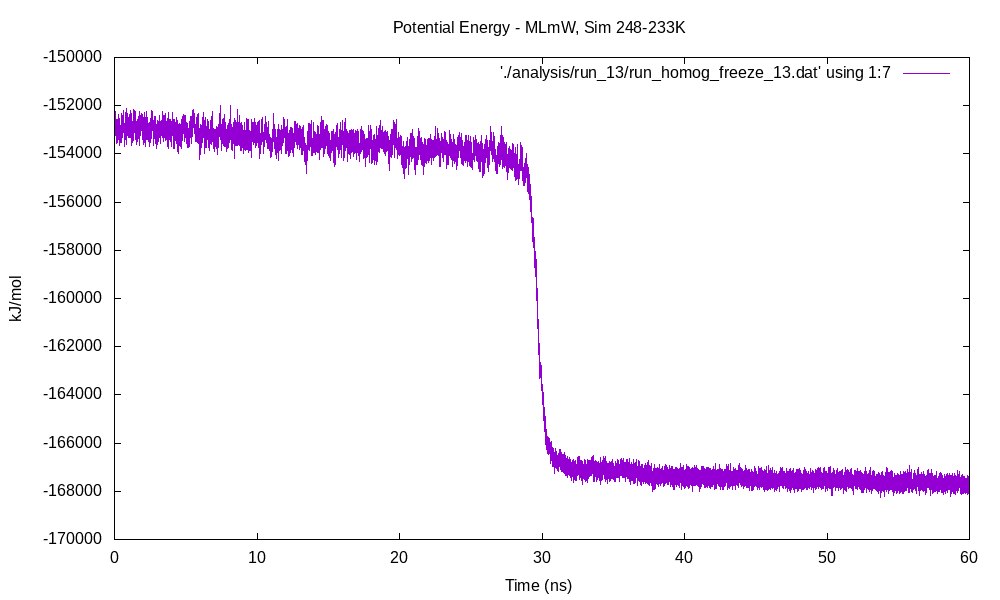 Potential Energy - MLmW, Sim 248-233K
'./analysis/run_13/run_homog_freeze_13.dat' using 1:7
-150000
-152000
-154000
-156000
-158000
-160000
-162000
-164000
-166000
-168000
-170000
kJ/mol
0 10 20 30 40 50 60
Time (ns)